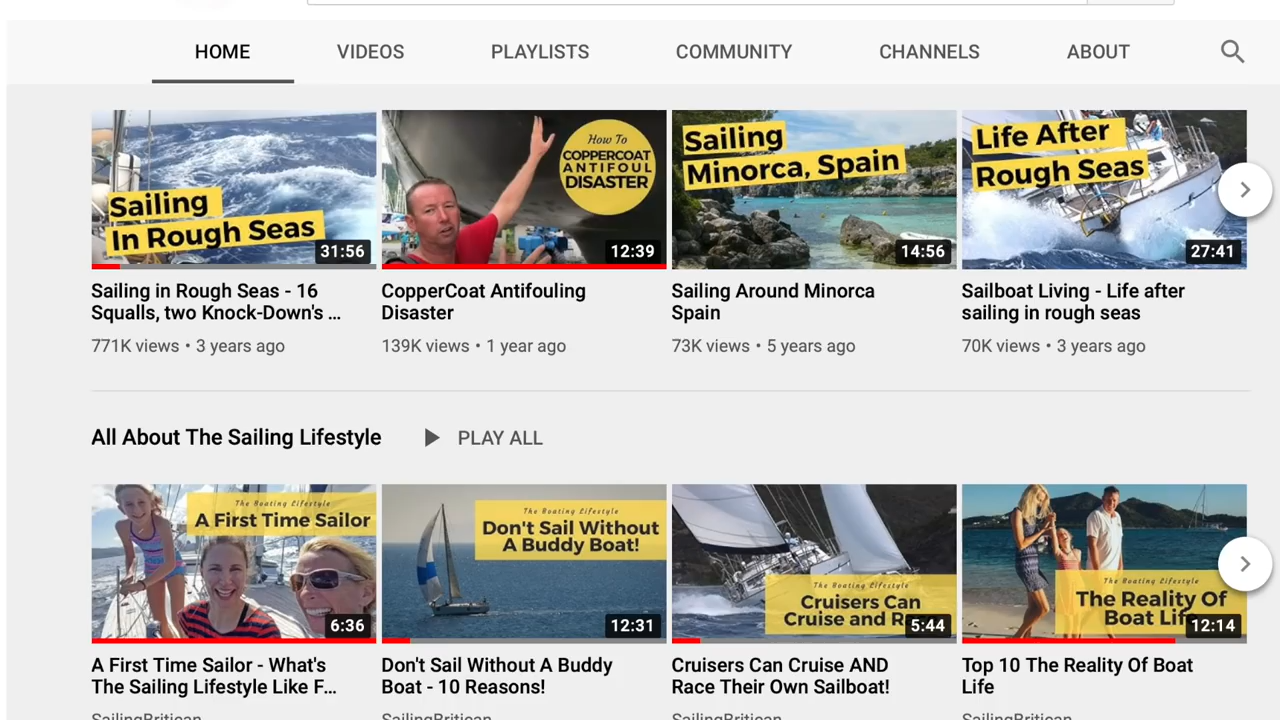 HOME VIDEOS PLAYLISTS COMMUNITY CHANNELS ABOUT
Sailing
In Rough Seas
31:56
How To
COPPERCOAT
ANTIFOUL
DISASTER
12:39
Sailing
Minorca, Spain
14:56
Life After
Rough Seas
27:41
Sailing in Rough Seas - 16
Squalls, two Knock-Down's ...
771K views • 3 years ago
CopperCoat Antifouling
Disaster
139K views • 1 year ago
Sailing Around Minorca
Spain
73K views • 5 years ago
Sailboat Living - Life after
sailing in rough seas
70K views • 3 years ago
All About The Sailing Lifestyle PLAY ALL
The Boating Lifestyle
A First Time Sailor
6:36
The Boating Lifestyle
Don't Sail Without
A Buddy Boat!
12:31
The Boating Lifestyle
Cruisers Can
Cruise and R
5:44
The Boating Lifestyle
The Reality Of
Boat Lif
12:14
A First Time Sailor - What's
The Sailing Lifestyle Like F...
SailingBritican
Don't Sail Without A Buddy
Boat - 10 Reasons!
SailingBritican
Cruisers Can Cruise AND
Race Their Own Sailboat!
SailingBritican
Top 10 The Reality Of Boat
Life
SailingBritican